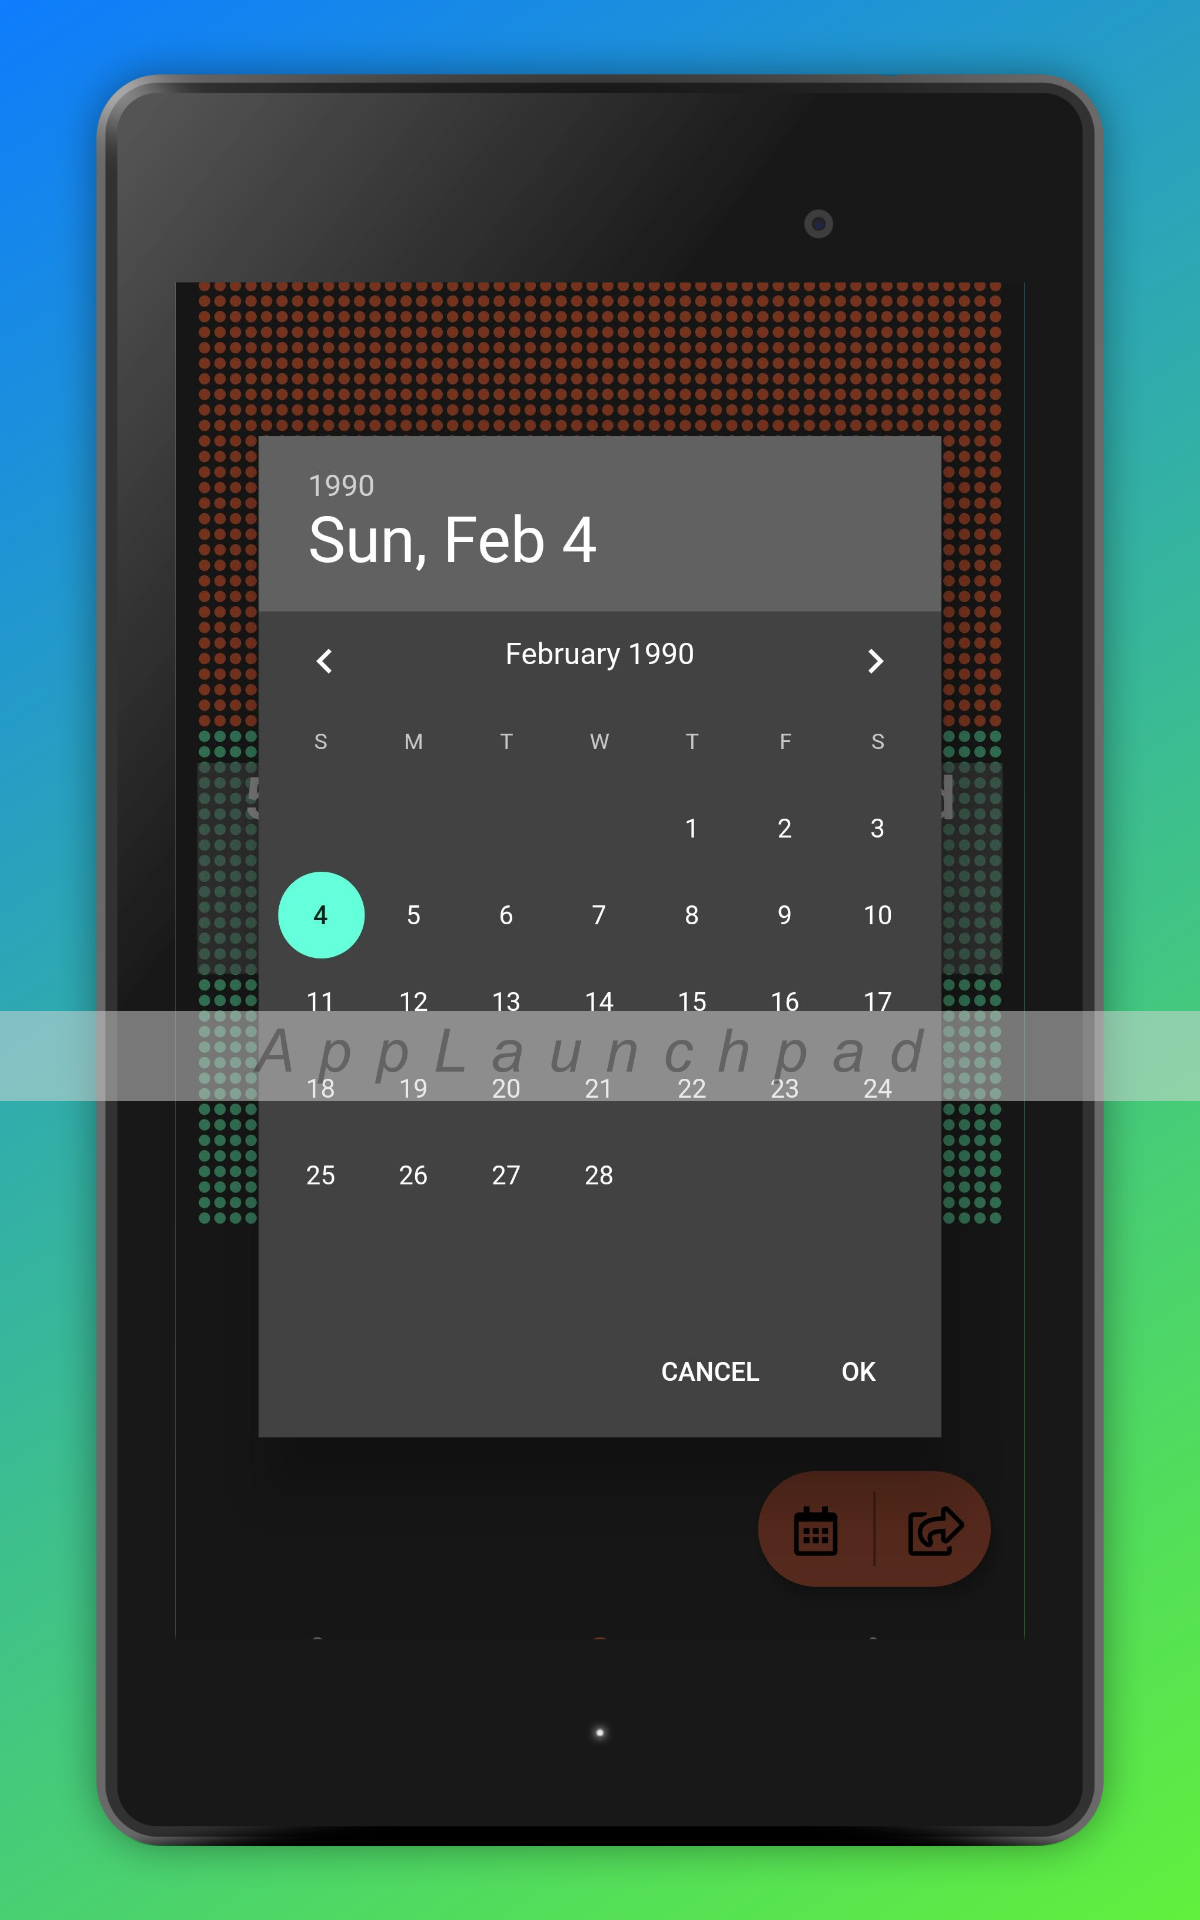 1990
Sun, Feb 4
February 1990
S M T W T F S
1 2 3
4 5 6 7 8 9 10
11 12 13 14 15 16 17
AppLaunchpad
18 19 20 21 22 23 24
25 26 27 28
CANCEL OK